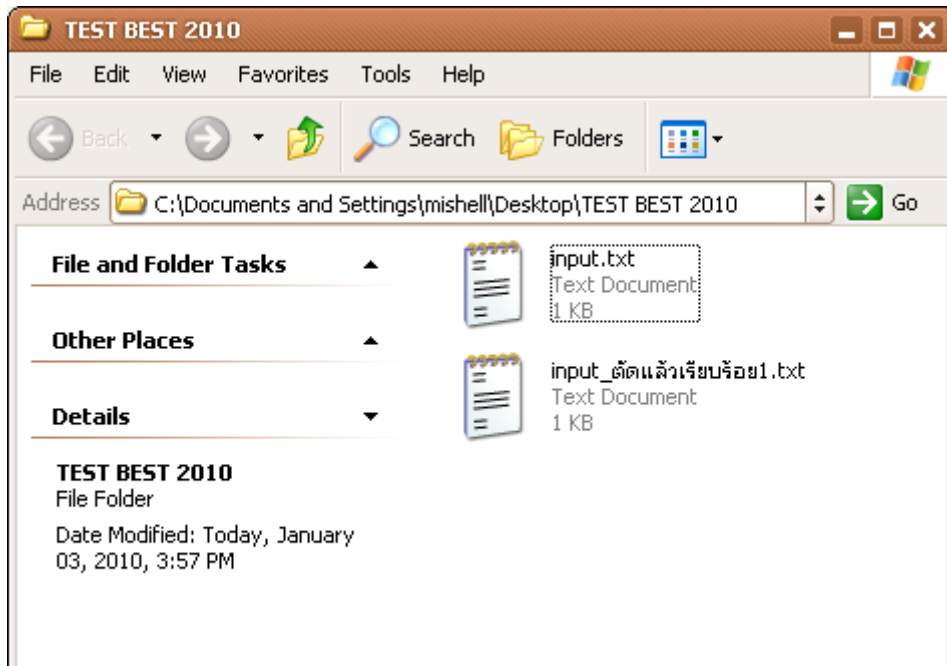 TEST BEST 2010
File Edit View Favorites Tools Help
Back Search Folders
Address C:\Documents and Settings\mishell\Desktop\TEST BEST 2010 Go
File and Folder Tasks
Other Places
Details
TEST BEST 2010
File Folder
Date Modified: Today, January
03, 2010, 3:57 PM
input.txt
Text Document
1 KB
input_ตัดแล้วเรียบร้อย1.txt
Text Document
1 KB